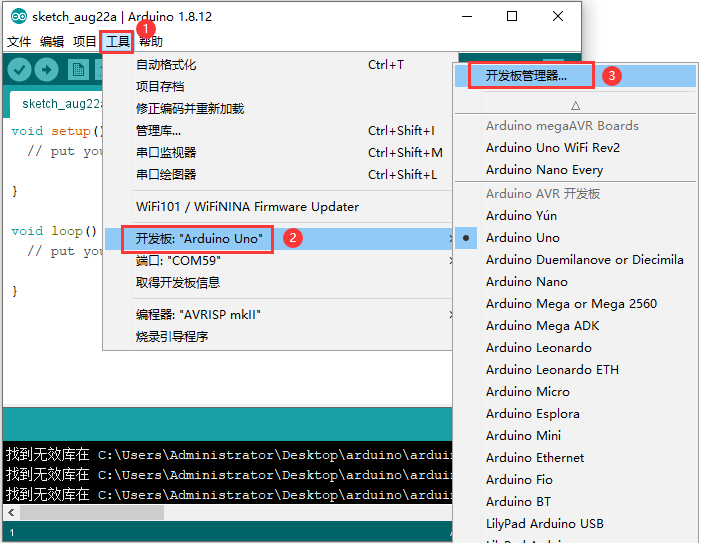 sketch_aug22a | Arduino 1.8.12
文件 编辑 项目 工具 帮助
1
自动格式化 Ctrl+T
项目存档
修正编码并重新加载
管理库... Ctrl+Shift+I
串口监视器 Ctrl+Shift+M
串口绘图器 Ctrl+Shift+L
WiFi101 / WiFiNINA Firmware Updater
开发板: "Arduino Uno"
2
端口: "COM59"
取得开发板信息
编程器: "AVRISP mkII"
烧录引导程序
开发板管理器...
3
Arduino megaAVR Boards
Arduino Uno WiFi Rev2
Arduino Nano Every
Arduino AVR 开发板
Arduino Yún
Arduino Uno
Arduino Duemilanove or Diecimila
Arduino Nano
Arduino Mega or Mega 2560
Arduino Mega ADK
Arduino Leonardo
Arduino Leonardo ETH
Arduino Micro
Arduino Esplora
Arduino Mini
Arduino Ethernet
Arduino Fio
Arduino BT
LilyPad Arduino USB
sketch_aug22a
void setup()
// put you
}
void loop()
// put you
}
找到无效库在 C:\Users\Administrator\Desktop\arduino\arduin
找到无效库在 C:\Users\Administrator\Desktop\arduino\arduin
找到无效库在 C:\Users\Administrator\Desktop\arduino\arduin
1